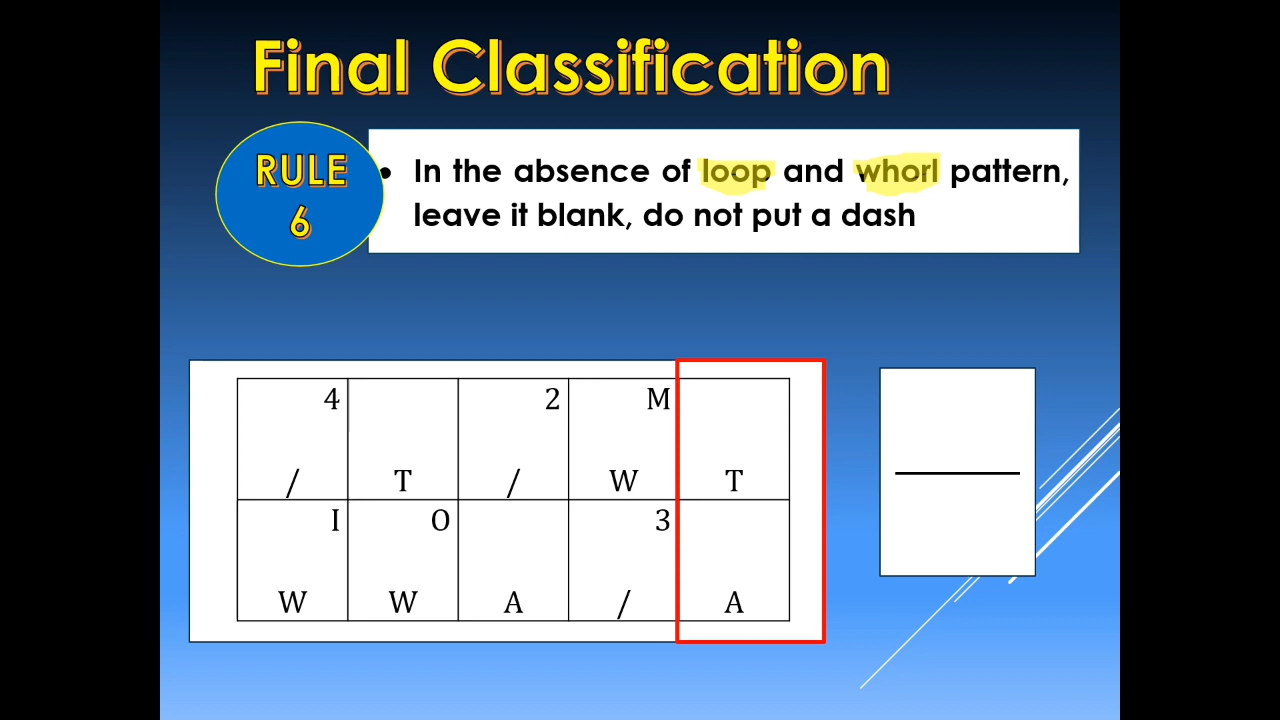 Final Classification
RULE
6
• In the absence of loop and whorl pattern,
leave it blank, do not put a dash
4 2 M
/ T / W T
I O 3
W W A / A